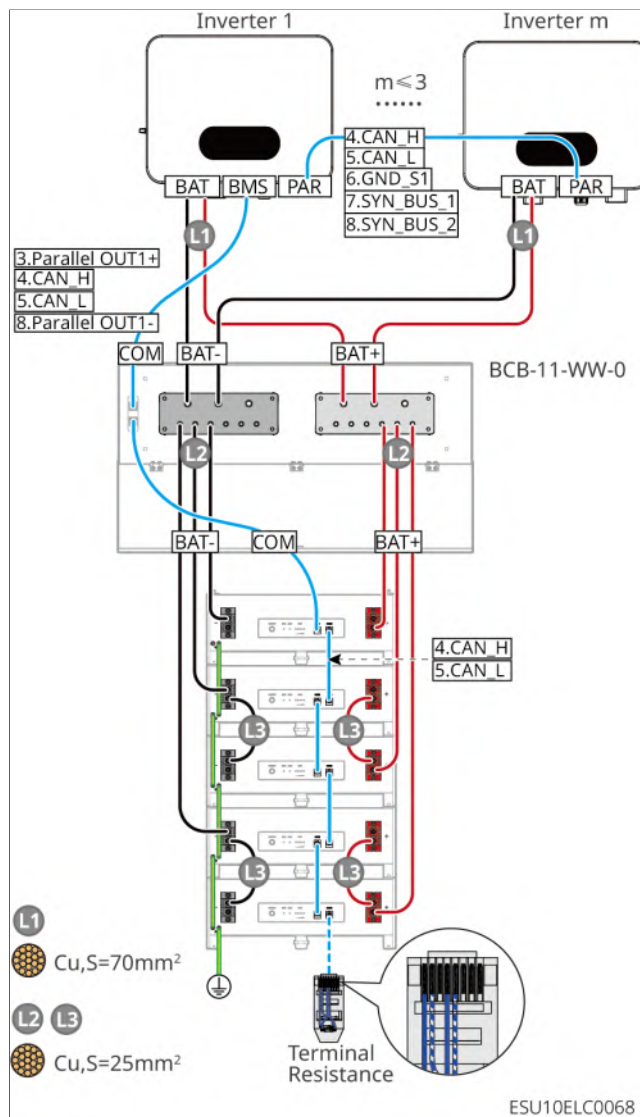 Inverter 1
Inverter m
m≤3
......
4.CAN_H
5.CAN_L
6.GND_S1
7.SYN_BUS_1
8.SYN_BUS_2
BAT
BMS
PAR
BAT
PAR
L1
L1
3.Parallel OUT1+
4.CAN_H
5.CAN_L
8.Parallel OUT1-
COM
BAT-
BAT+
BCB-11-WW-0
L2
L2
BAT-
COM
BAT+
4.CAN_H
5.CAN_L
L3
L3
L3
L3
L1
Cu,S=70mm²
L2 L3
Cu,S=25mm²
Terminal
Resistance
ESU10ELC0068